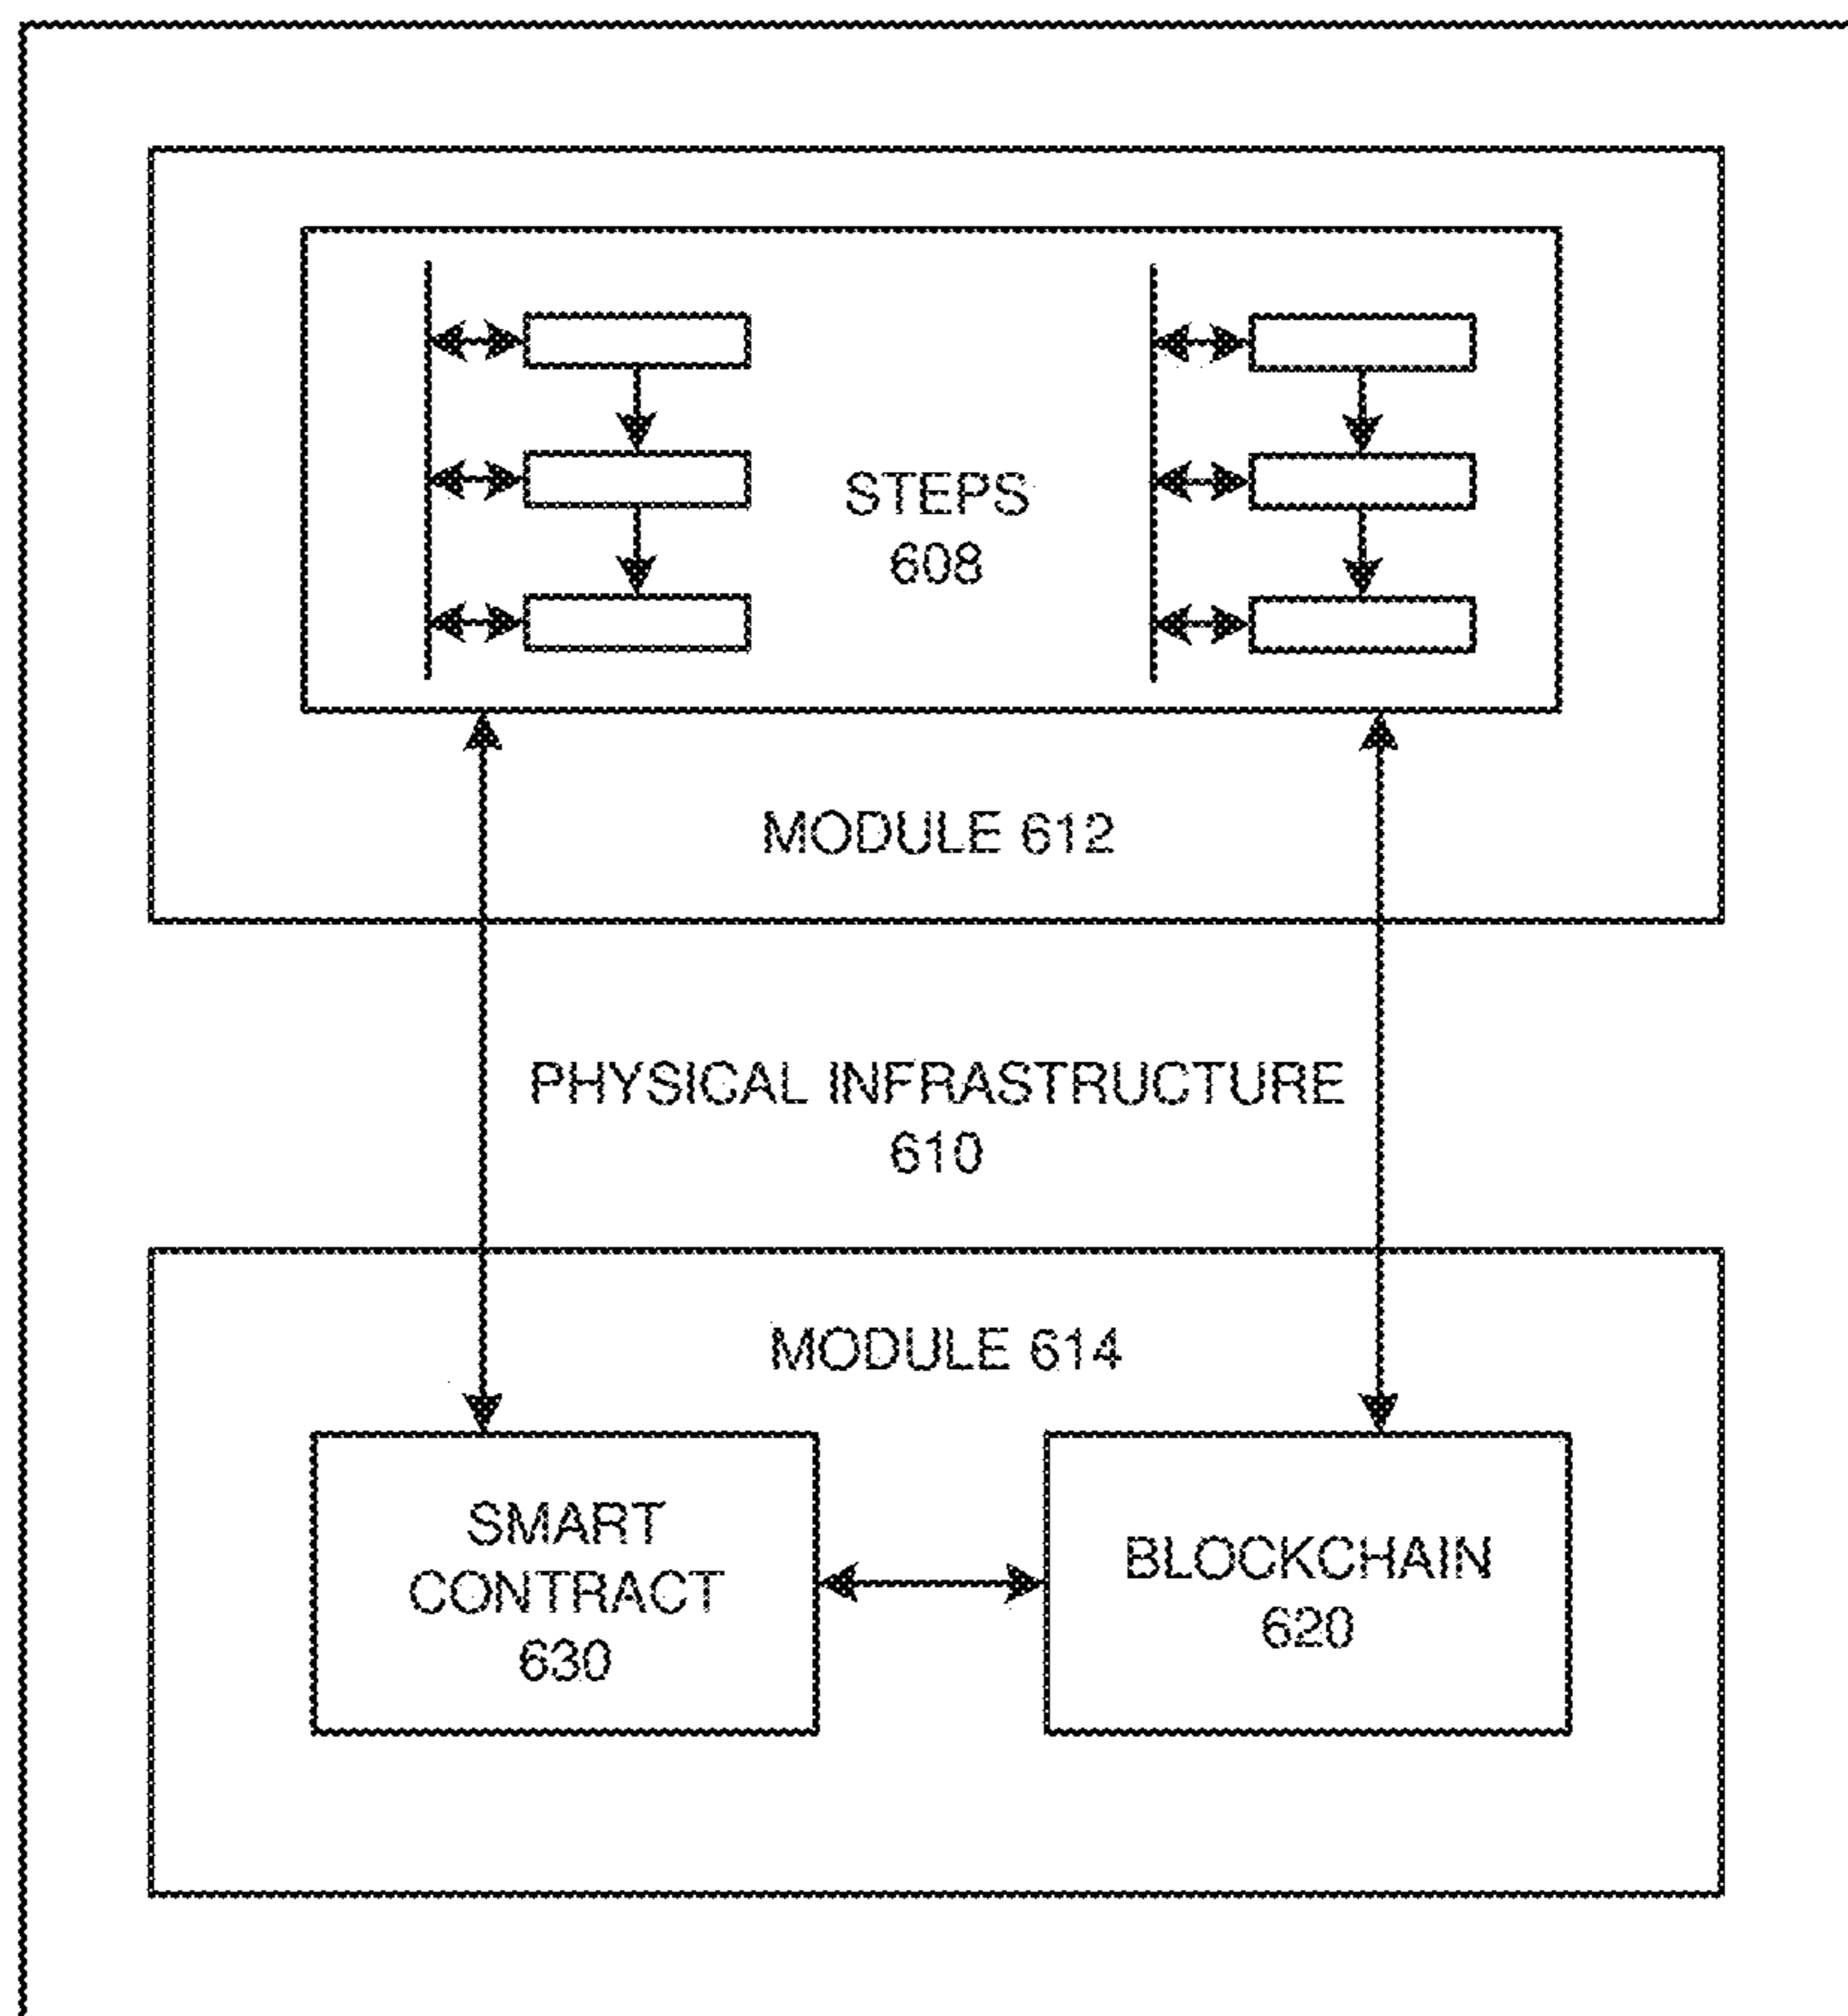 STEPS
608
MODULE 612
PHYSICAL INFRASTRUCTURE
610
MODULE 614
SMART
CONTRACT
630
BLOCKCHAIN
620